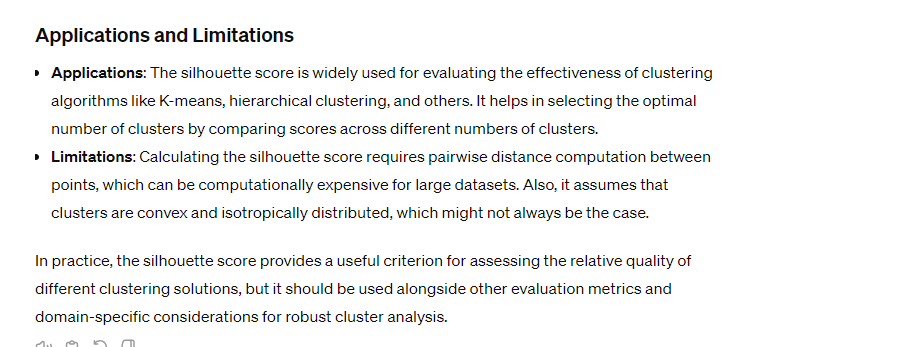 Applications and Limitations
• Applications: The silhouette score is widely used for evaluating the effectiveness of clustering
algorithms like K-means, hierarchical clustering, and others. It helps in selecting the optimal
number of clusters by comparing scores across different numbers of clusters.
• Limitations: Calculating the silhouette score requires pairwise distance computation between
points, which can be computationally expensive for large datasets. Also, it assumes that
clusters are convex and isotropically distributed, which might not always be the case.
In practice, the silhouette score provides a useful criterion for assessing the relative quality of
different clustering solutions, but it should be used alongside other evaluation metrics and
domain-specific considerations for robust cluster analysis.